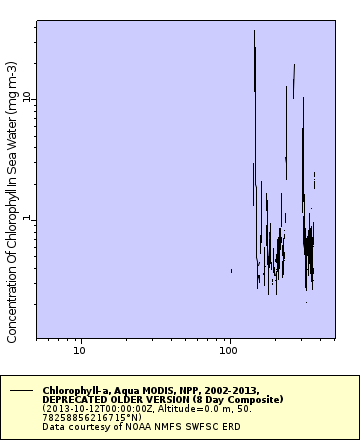 Concentration Of Chlorophyll In Sea Water (mg m-3)
10
1
10
100
Chlorophyll-a, Aqua MODIS, NPP, 2002-2013,
DEPRECATED OLDER VERSION (8 Day Composite)
(2013-10-12T00:00:00Z, Altitude=0.0 m, 50.
78258856216715°N)
Data courtesy of NOAA NMFS SWFSC ERD